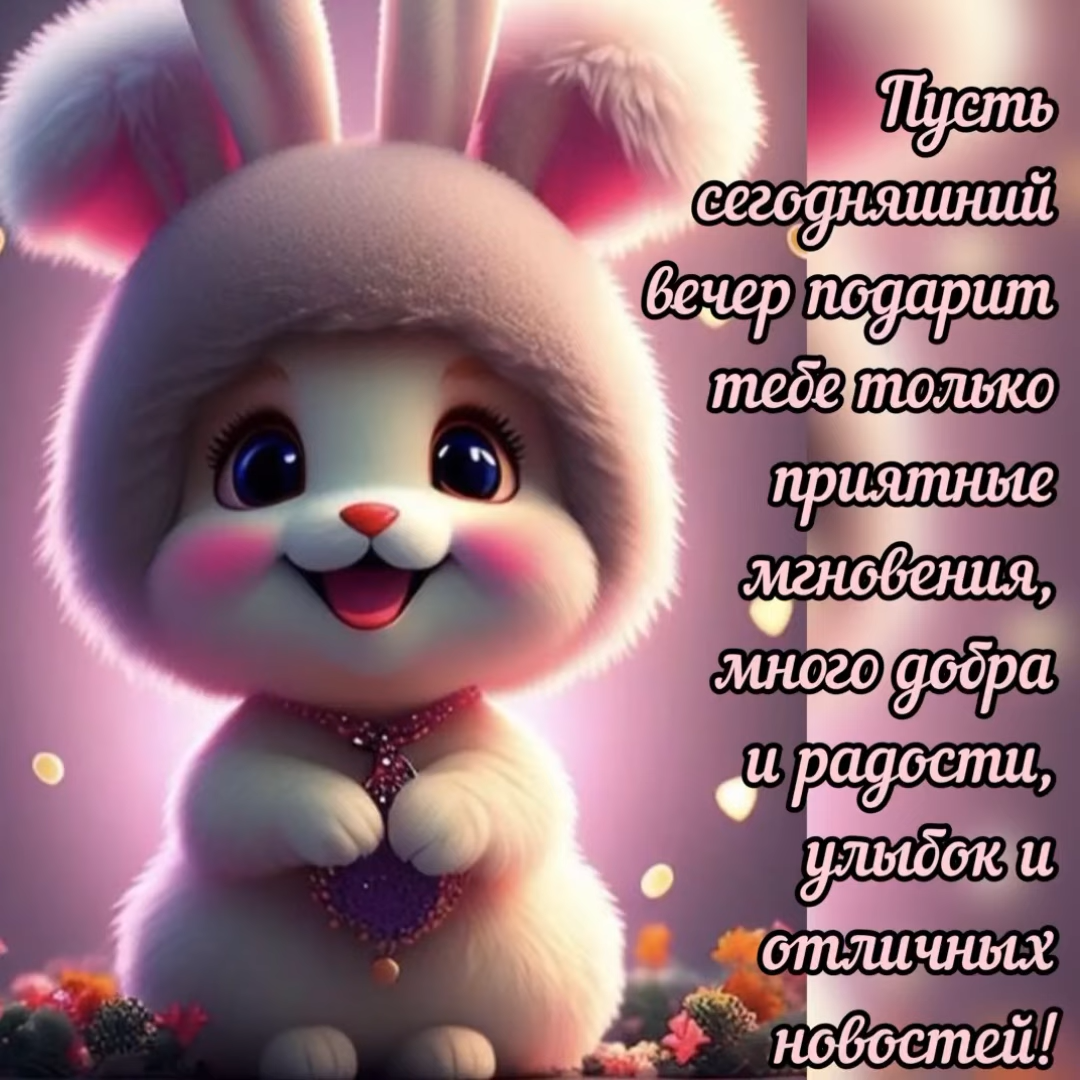 Пусть
сегодняшний
вечер подарит
тебе только
приятные
мгновения,
много добра
и радости,
улыбок и
отличных
новостей!